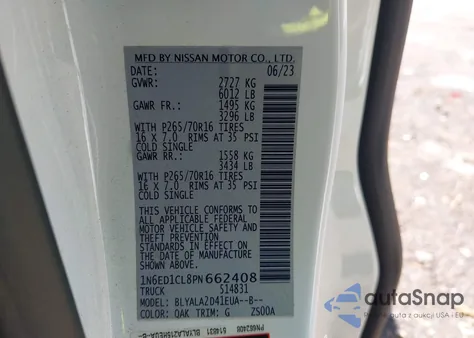 MFD BY NISSAN MOTOR CO., LTD.
DATE: 06/23
GVWR: 2727 KG
6012 LB
GAWR FR: 1495 KG
3296 LB
WITH P265/70R16 TIRES
16 X 7.0 RIMS AT 35 PSI
COLD SINGLE
GAWR RR: 1558 KG
3434 LB
WITH P265/70R16 TIRES
16 X 7.0 RIMS AT 35 PSI
COLD SINGLE
THIS VEHICLE CONFORMS TO
ALL APPLICABLE FEDERAL
MOTOR VEHICLE SAFETY AND
THEFT PREVENTION
STANDARDS IN EFFECT ON
THE DATE OF MANUFACTURE
SHOWN ABOVE.
1N6ED1CL8PN662408
TRUCK S14831
MODEL: BLYALA2D41EUA--B--
COLOR: QAK TRIM: G ZS00A
autoSnap